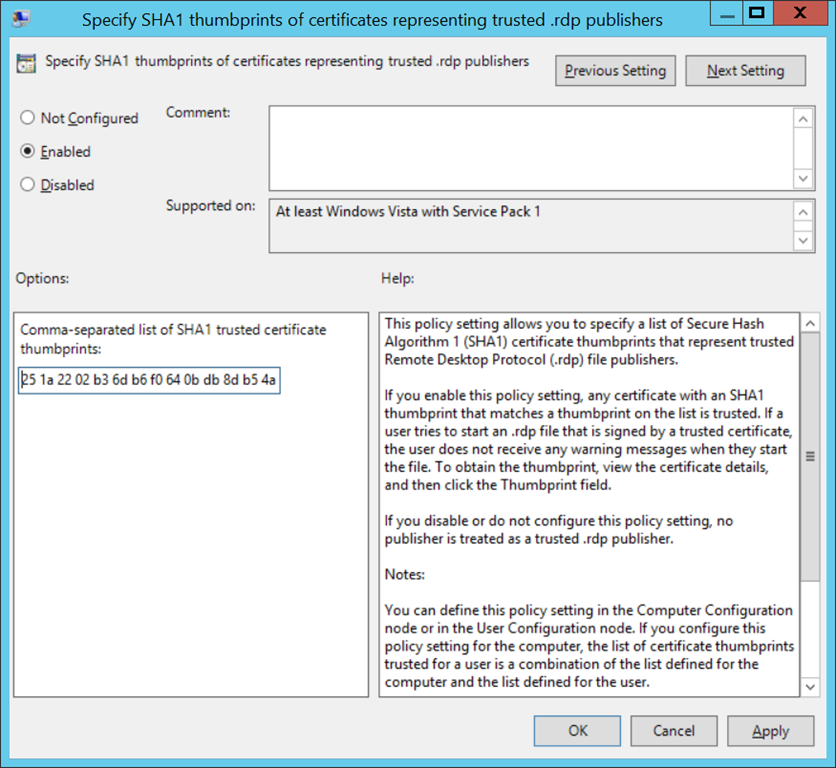 Specify SHA1 thumbprints of certificates representing trusted .rdp publishers
Specify SHA1 thumbprints of certificates representing trusted .rdp publishers
Previous Setting
Next Setting
Not Configured
Enabled
Disabled
Comment:
Supported on:
At least Windows Vista with Service Pack 1
Options:
Help:
Comma-separated list of SHA1 trusted certificate
thumbprints:
25 1a 22 02 b3 6d b6 f0 64 0b db 8d b5 4a
This policy setting allows you to specify a list of Secure Hash
Algorithm 1 (SHA1) certificate thumbprints that represent trusted
Remote Desktop Protocol (.rdp) file publishers.
If you enable this policy setting, any certificate with an SHA1
thumbprint that matches a thumbprint on the list is trusted. If a
user tries to start an .rdp file that is signed by a trusted certificate,
the user does not receive any warning messages when they start
the file. To obtain the thumbprint, view the certificate details,
and then click the Thumbprint field.
If you disable or do not configure this policy setting, no
publisher is treated as a trusted .rdp publisher.
Notes:
You can define this policy setting in the Computer Configuration
node or in the User Configuration node. If you configure this
policy setting for the computer, the list of certificate thumbprints
trusted for a user is a combination of the list defined for the
computer and the list defined for the user.
OK
Cancel
Apply